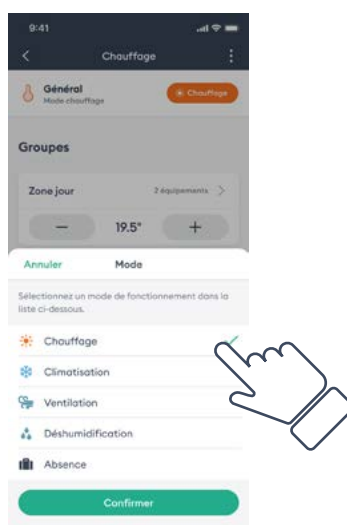 9:41
Chauffage
Général
Mode chauffage
Chauffage
Groupes
Zone jour
2 équipements
19.5°
Annuler
Mode
Sélectionnez un mode de fonctionnement dans la
liste ci-dessous.
Chauffage
Climatisation
Ventilation
Déshumidification
Absence
Confirmer